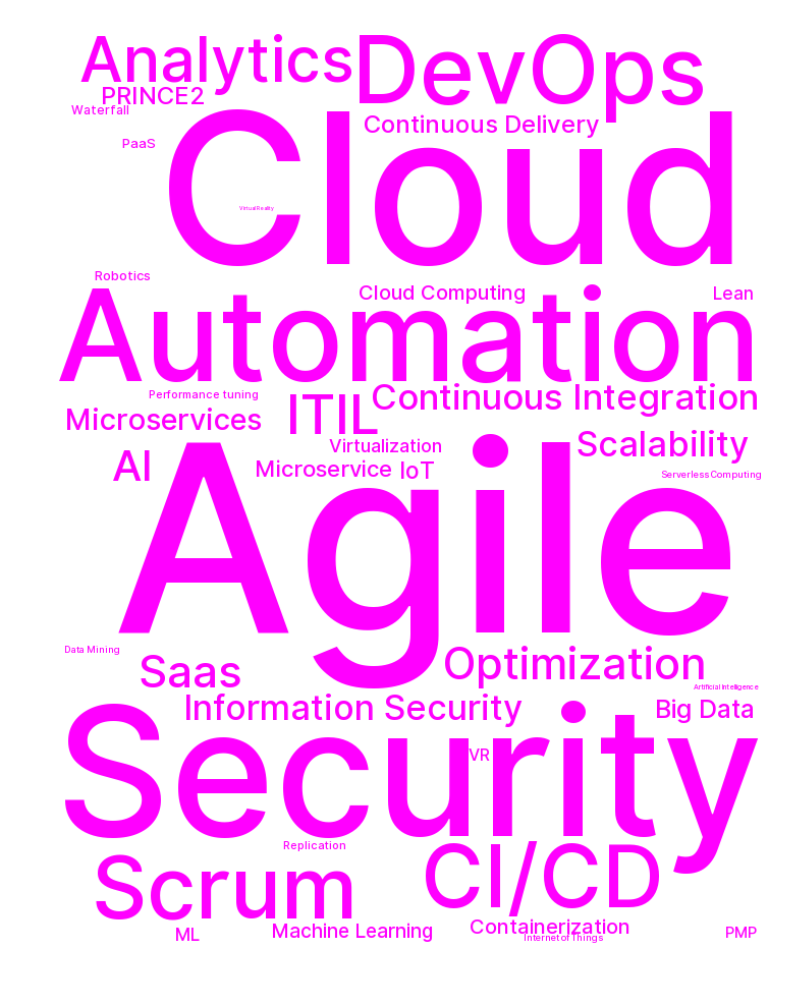 Analytics
DevOps
PRINCE2
Waterfall
Continuous Delivery
PaaS
Cloud
Virtual Reality
Robotics
Cloud Computing
Lean
Automation
Performance tuning
ITIL
Continuous Integration
Microservices
Virtualization
Scalability
AI
Microservice
IoT
Serverless Computing
Agile
Data Mining
Saas
Optimization
Artificial Intelligence
Information Security
Big Data
Security
VR
Replication
Scrum
CI/CD
ML
Machine Learning
Containerization
Internet of Things
PMP